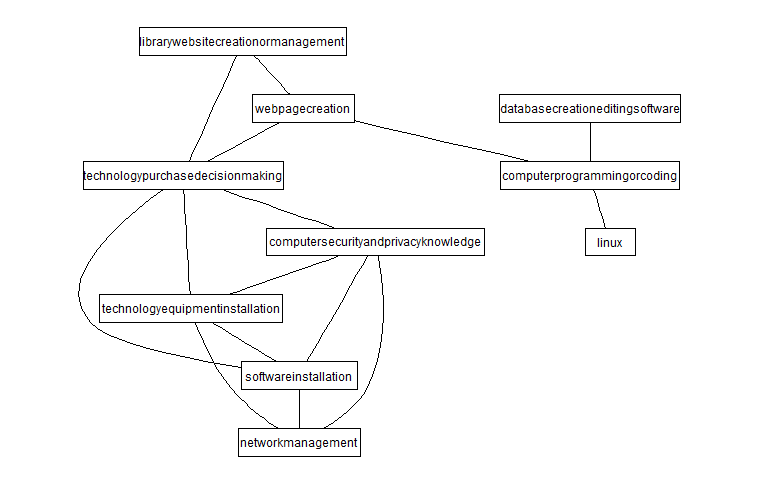 librarywebsitecreationormanagement
webpagecreation
databasecreationeditingsoftware
technologypurchasedecisionmaking
computerprogrammingorcoding
computersecurityandprivacyknowledge
linux
technologyequipmentinstallation
softwareinstallation
networkmanagement